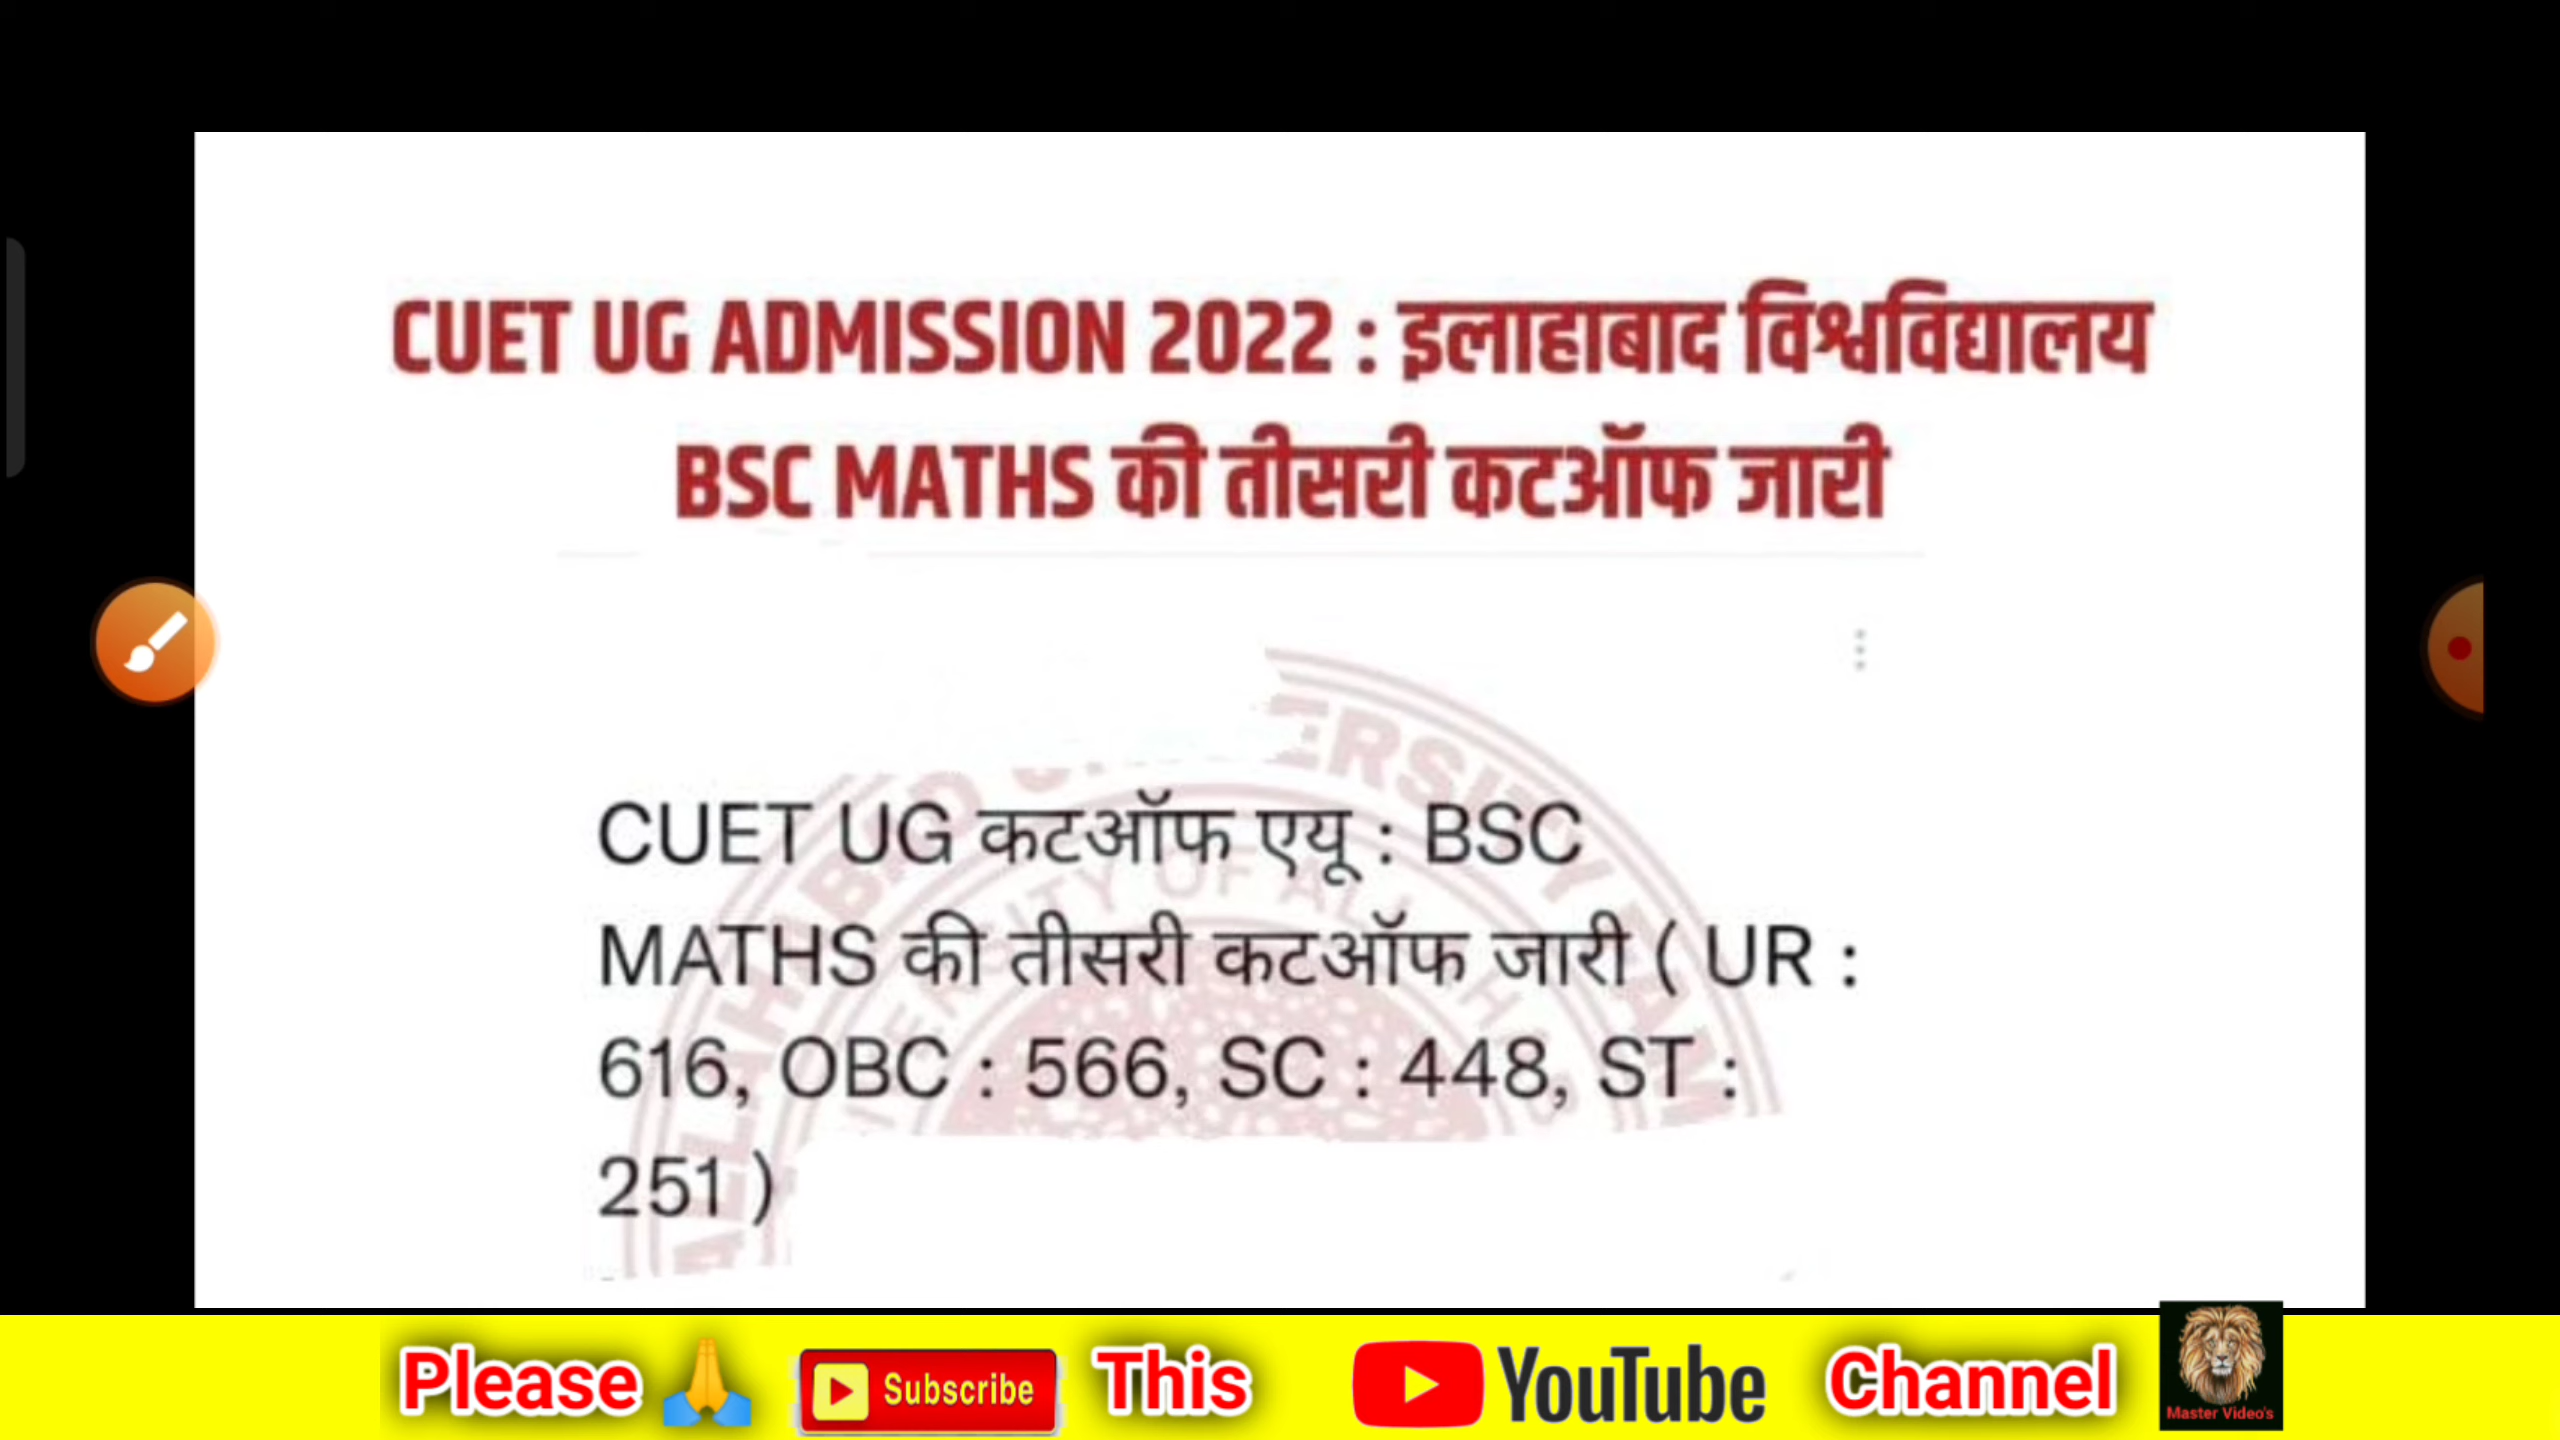 CUET UG ADMISSION 2022 : इलाहाबाद विश्वविद्यालय
BSC MATHS की तीसरी कटऑफ जारी
CUET UG कटऑफ एयू : BSC
MATHS की तीसरी कटऑफ जारी ( UR :
616, OBC : 566, SC : 448, ST :
251 )
Please 🙏 Subscribe This YouTube Channel
Master Video's